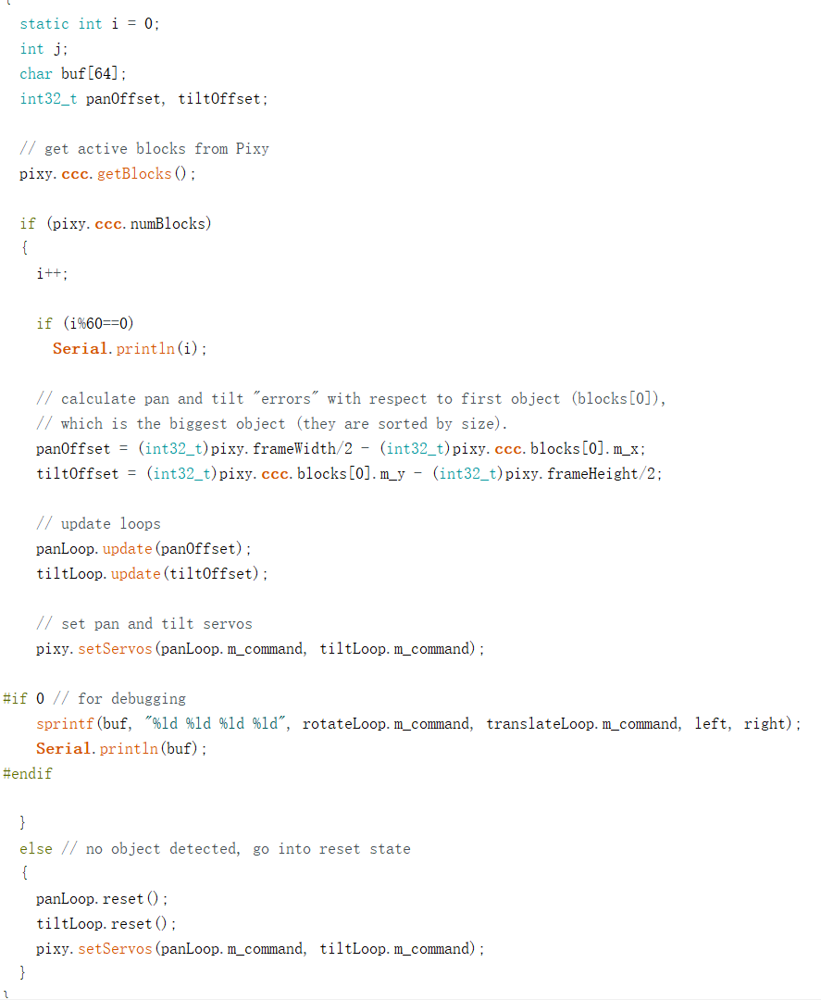 {
static int i = 0;
int j;
char buf[64];
int32_t panOffset, tiltOffset;
// get active blocks from Pixy
pixy.ccc.getBlocks();
if (pixy.ccc.numBlocks)
{
i++;
if (i%60==0)
Serial.println(i);
// calculate pan and tilt "errors" with respect to first object (blocks[0]),
// which is the biggest object (they are sorted by size).
panOffset = (int32_t)pixy.frameWidth/2 - (int32_t)pixy.ccc.blocks[0].m_x;
tiltOffset = (int32_t)pixy.ccc.blocks[0].m_y - (int32_t)pixy.frameHeight/2;
// update loops
panLoop.update(panOffset);
tiltLoop.update(tiltOffset);
// set pan and tilt servos
pixy.setServos(panLoop.m_command, tiltLoop.m_command);
#if 0 // for debugging
sprintf(buf, "%ld %ld %ld %ld", rotateLoop.m_command, translateLoop.m_command, left, right);
Serial.println(buf);
#endif
}
else // no object detected, go into reset state
{
panLoop.reset();
tiltLoop.reset();
pixy.setServos(panLoop.m_command, tiltLoop.m_command);
}
}